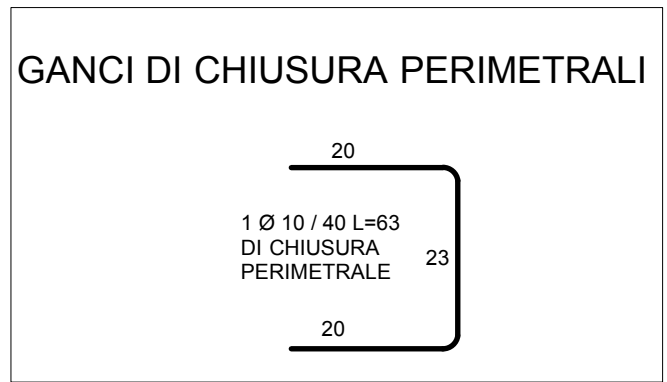 GANCI DI CHIUSURA PERIMETRALI
20
1 Ø 10 / 40 L=63
DI CHIUSURA
PERIMETRALE
23
20